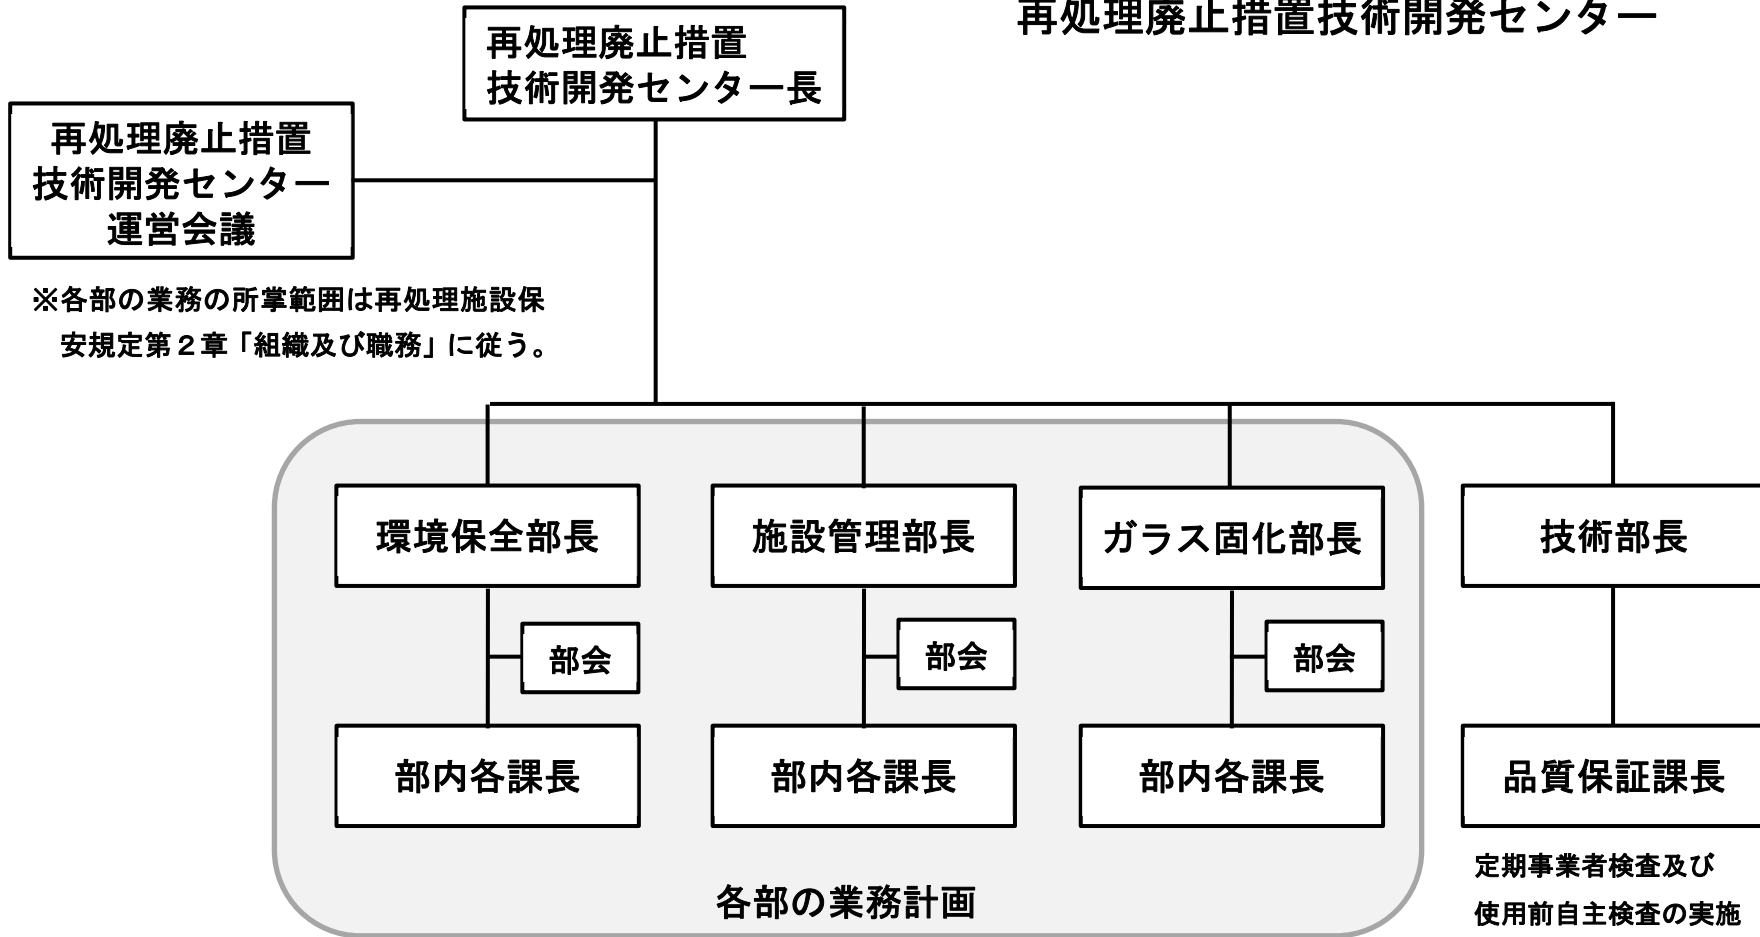 再処理廃止措置技術開発センター
再処理廃止措置
技術開発センター長
再処理廃止措置
技術開発センター
運営会議
※各部の業務の所掌範囲は再処理施設保
安規定第２章「組織及び職務」に従う。
環境保全部長
施設管理部長
ガラス固化部長
技術部長
部会
部会
部会
部内各課長
部内各課長
部内各課長
品質保証課長
定期事業者検査及び
使用前自主検査の実施
各部の業務計画